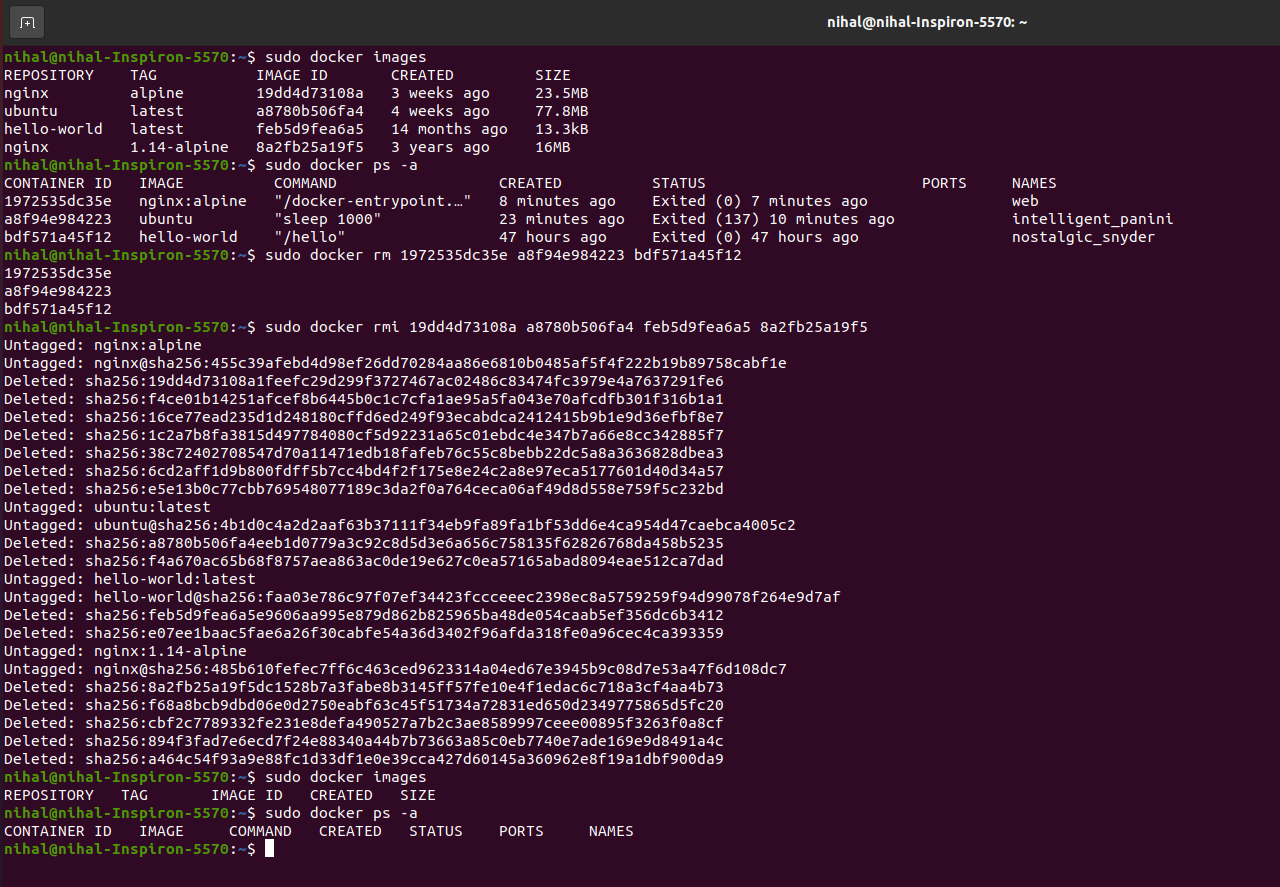 nihal@nihal-Inspiron-5570: ~
nihal@nihal-Inspiron-5570:~$ sudo docker images
REPOSITORY    TAG           IMAGE ID       CREATED         SIZE
nginx         alpine        19dd4d73108a   3 weeks ago     23.5MB
ubuntu        latest        a8780b506fa4   4 weeks ago     77.8MB
hello-world   latest        feb5d9fea6a5   14 months ago   13.3kB
nginx         1.14-alpine   8a2fb25a19f5   3 years ago     16MB
nihal@nihal-Inspiron-5570:~$ sudo docker ps -a
CONTAINER ID   IMAGE          COMMAND                  CREATED          STATUS                        PORTS     NAMES
1972535dc35e   nginx:alpine   "/docker-entrypoint.…"   8 minutes ago    Exited (0) 7 minutes ago                web
a8f94e984223   ubuntu         "sleep 1000"             23 minutes ago   Exited (137) 10 minutes ago             intelligent_panini
bdf571a45f12   hello-world    "/hello"                 47 hours ago     Exited (0) 47 hours ago                 nostalgic_snyder
nihal@nihal-Inspiron-5570:~$ sudo docker rm 1972535dc35e a8f94e984223 bdf571a45f12
1972535dc35e
a8f94e984223
bdf571a45f12
nihal@nihal-Inspiron-5570:~$ sudo docker rmi 19dd4d73108a a8780b506fa4 feb5d9fea6a5 8a2fb25a19f5
Untagged: nginx:alpine
Untagged: nginx@sha256:455c39afebd4d98ef26dd70284aa86e6810b0485af5f4f222b19b89758cabf1e
Deleted: sha256:19dd4d73108a1feefc29d299f3727467ac02486c83474fc3979e4a7637291fe6
Deleted: sha256:f4ce01b14251afcef8b6445b0c1c7cfa1ae95a5fa043e70afcdfb301f316b1a1
Deleted: sha256:16ce77ead235d1d248180cffd6ed249f93ecabdca2412415b9b1e9d36efbf8e7
Deleted: sha256:1c2a7b8fa3815d497784080cf5d92231a65c01ebdc4e347b7a66e8cc342885f7
Deleted: sha256:38c72402708547d70a11471edb18fafeb76c55c8bebb22dc5a8a3636828dbea3
Deleted: sha256:6cd2aff1d9b800fdff5b7cc4bd4f2f175e8e24c2a8e97eca5177601d40d34a57
Deleted: sha256:e5e13b0c77cbb769548077189c3da2f0a764ceca06af49d8d558e759f5c232bd
Untagged: ubuntu:latest
Untagged: ubuntu@sha256:4b1d0c4a2d2aaf63b37111f34eb9fa89fa1bf53dd6e4ca954d47caebca4005c2
Deleted: sha256:a8780b506fa4eeb1d0779a3c92c8d5d3e6a656c758135f62826768da458b5235
Deleted: sha256:f4a670ac65b68f8757aea863ac0de19e627c0ea57165abad8094eae512ca7dad
Untagged: hello-world:latest
Untagged: hello-world@sha256:faa03e786c97f07ef34423fccceeec2398ec8a5759259f94d99078f264e9d7af
Deleted: sha256:feb5d9fea6a5e9606aa995e879d862b825965ba48de054caab5ef356dc6b3412
Deleted: sha256:e07ee1baac5fae6a26f30cabfe54a36d3402f96afda318fe0a96cec4ca393359
Untagged: nginx:1.14-alpine
Untagged: nginx@sha256:485b610fefec7ff6c463ced9623314a04ed67e3945b9c08d7e53a47f6d108dc7
Deleted: sha256:8a2fb25a19f5dc1528b7a3fabe8b3145ff57fe10e4f1edac6c718a3cf4aa4b73
Deleted: sha256:f68a8bcb9dbd06e0d2750eabf63c45f51734a72831ed650d2349775865d5fc20
Deleted: sha256:cbf2c7789332fe231e8defa490527a7b2c3ae8589997ceee00895f3263f0a8cf
Deleted: sha256:894f3fad7e6ecd7f24e88340a44b7b73663a85c0eb7740e7ade169e9d8491a4c
Deleted: sha256:a464c54f93a9e88fc1d33df1e0e39cca427d60145a360962e8f19a1dbf900da9
nihal@nihal-Inspiron-5570:~$ sudo docker images
REPOSITORY   TAG       IMAGE ID   CREATED   SIZE
nihal@nihal-Inspiron-5570:~$ sudo docker ps -a
CONTAINER ID   IMAGE     COMMAND   CREATED   STATUS    PORTS     NAMES
nihal@nihal-Inspiron-5570:~$